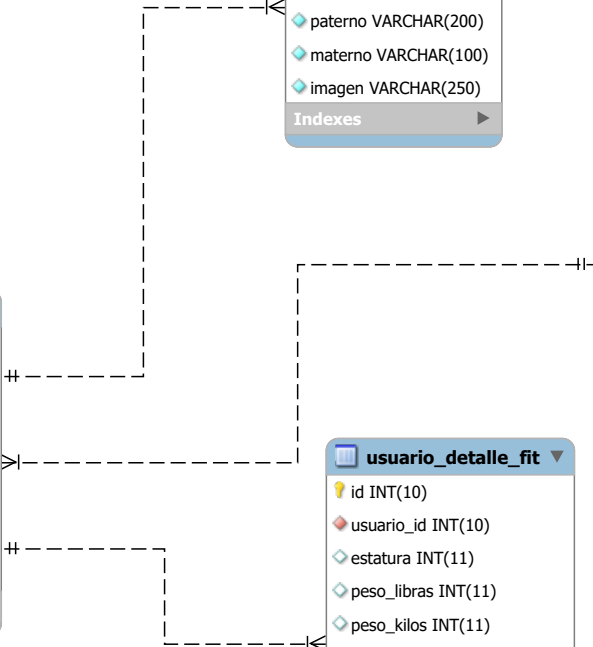 paterno VARCHAR(200)
materno VARCHAR(100)
imagen VARCHAR(250)
Indexes
usuario_detalle_fit
id INT(10)
usuario_id INT(10)
estatura INT(11)
peso_libras INT(11)
peso_kilos INT(11)